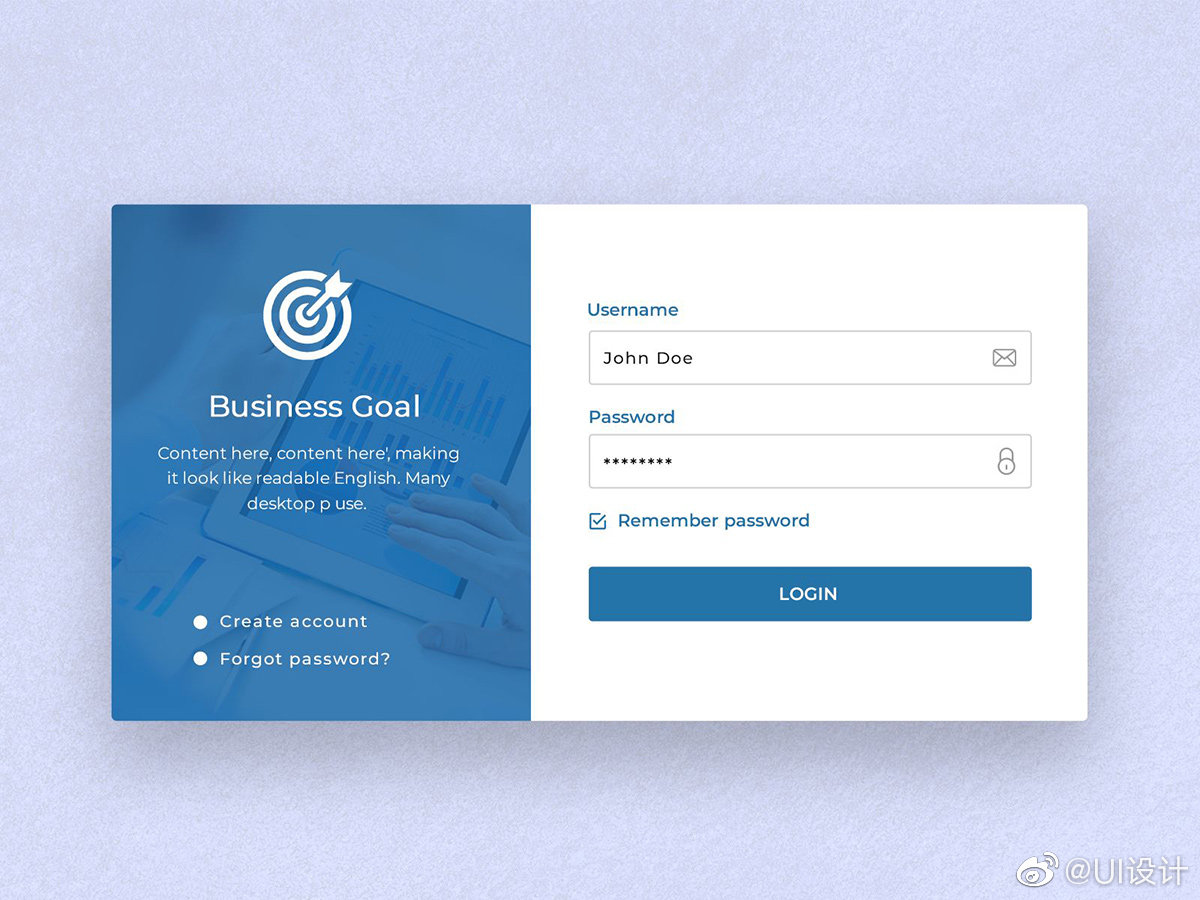 Business Goal
Content here, content here', making
it look like readable English. Many
desktop p use.
Create account
Forgot password?
Username
John Doe
Password
********
Remember password
LOGIN
@UI设计